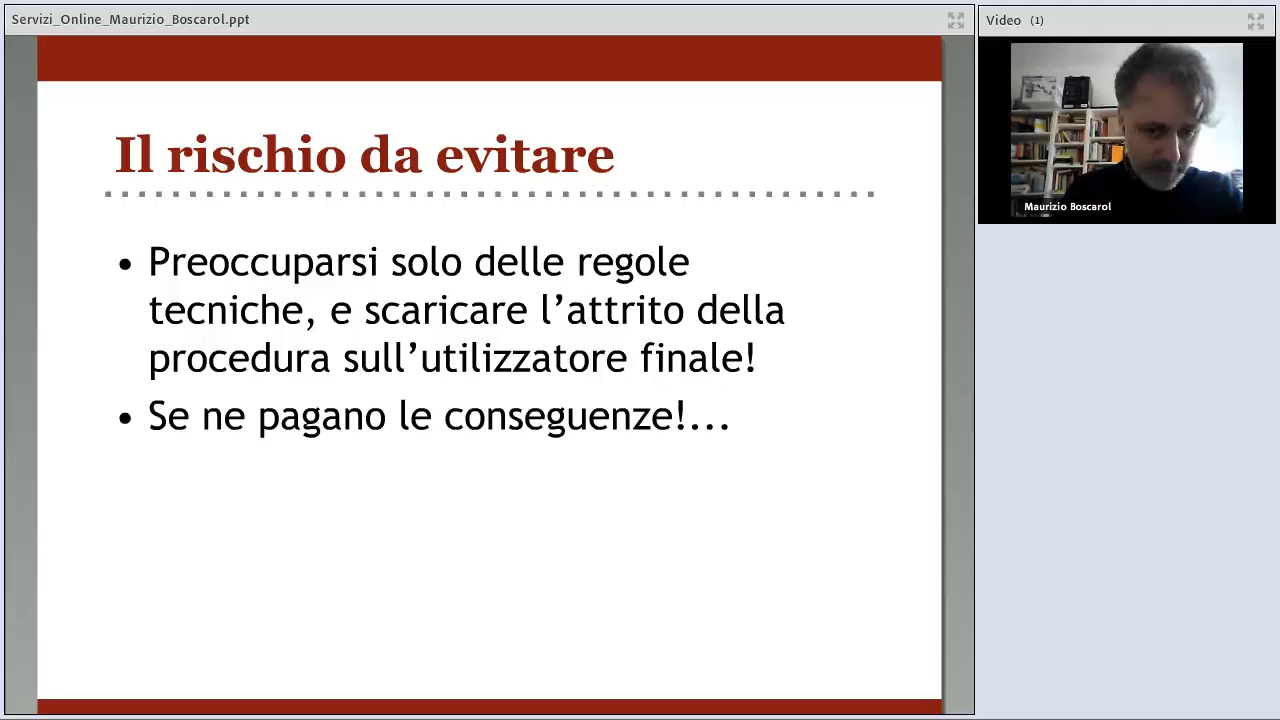 Servizi_Online_Maurizio_Boscarol.ppt
Video (1)
Maurizio Boscarol
Il rischio da evitare
• Preoccuparsi solo delle regole
tecniche, e scaricare l’attrito della
procedura sull’utilizzatore finale!
• Se ne pagano le conseguenze!...